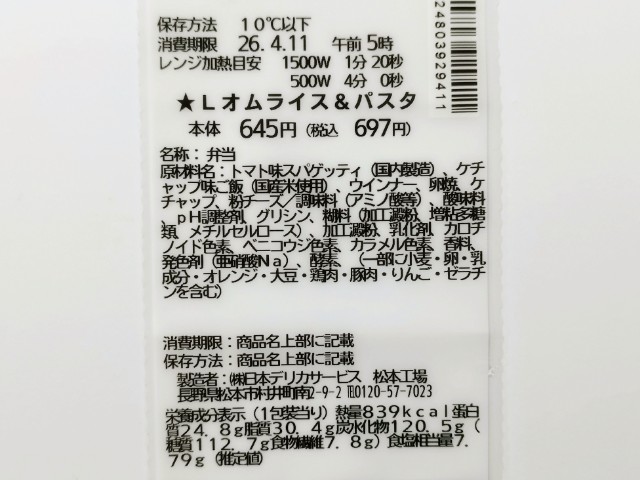 保存方法 10℃以下
消費期限 26.4.11 午前5時
レンジ加熱目安 1500W 1分20秒
500W 4分 0秒
★Lオムライス&パスタ
本体 645円(税込 697円)
名称:弁当
原材料名:トマト味スパゲッティ(国内製造)、ケチ
ャップ味ご飯(国産米使用)、ウインナー、卵焼、ケ
チャップ、粉チーズ/調味料(アミノ酸等)、酸味料
、pH調整剤、グリシン、糊料(加工澱粉、増粘多糖
類、メチルセルロース)、加工澱粉、乳化剤、カロチ
ノイド色素、ベニコウジ色素、カラメル色素、香料、
発色剤(亜硝酸Na)、酵素、(一部に小麦・卵・乳
成分・オレンジ・大豆・鶏肉・豚肉・りんご・ゼラチ
ンを含む)
消費期限:商品名上部に記載
保存方法:商品名上部に記載
製造者:㈱日本デリカサービス 松本工場
長野県松本市村井町南2-9-2 ℡0120-57-7023
栄養成分表示(1包装当り)熱量839kcal蛋白
質24.8g脂質30.4g炭水化物120.5g(
糖質112.7g食物繊維7.8g)食塩相当量7.
79g(推定値)
2480392941​1